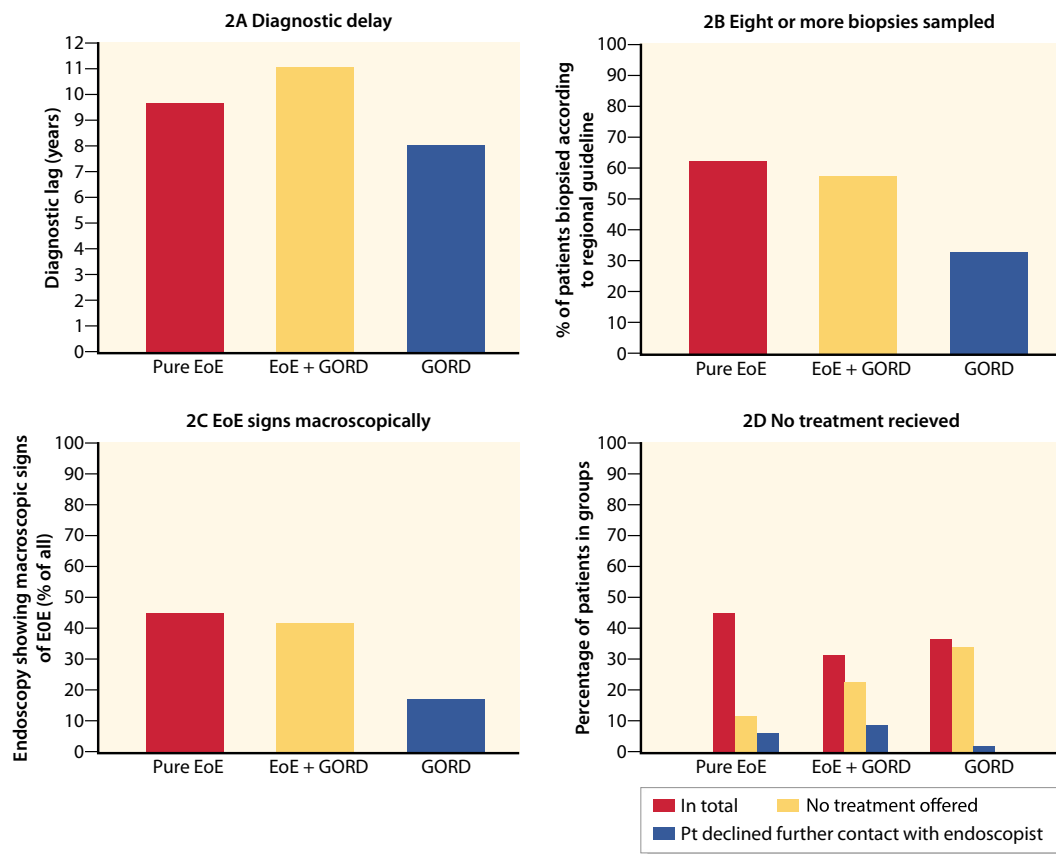 2A Diagnostic delay
Diagnostic lag (years)
12
11
10
9
8
7
6
5
4
3
2
1
0
Pure EoE
EoE + GORD
GORD
2B Eight or more biopsies sampled
% of patients biopsied according
to regional guideline
100
90
80
70
60
50
40
30
20
10
0
Pure EoE
EoE + GORD
GORD
2C EoE signs macroscopically
Endoscopy showing macroscopic signs
of E0E (% of all)
100
90
80
70
60
50
40
30
20
10
0
Pure EoE
EoE + GORD
GORD
2D No treatment recieved
Percentage of patients in groups
100
90
80
70
60
50
40
30
20
10
0
Pure EoE
EoE + GORD
GORD
In total
No treatment offered
Pt declined further contact with endoscopist